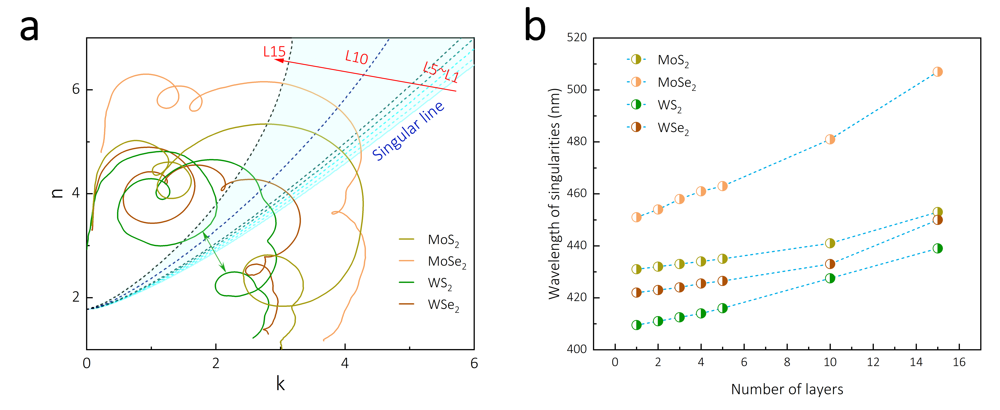 a
L15
L10
L5~L1
Singular line
6
4
2
n
0
2
4
6
k
MoS2
MoSe2
WS2
WSe2
b
520
500
480
460
440
420
400
Wavelength of singularities (nm)
MoS2
MoSe2
WS2
WSe2
0 2 4 6 8 10 12 14 16
Number of layers